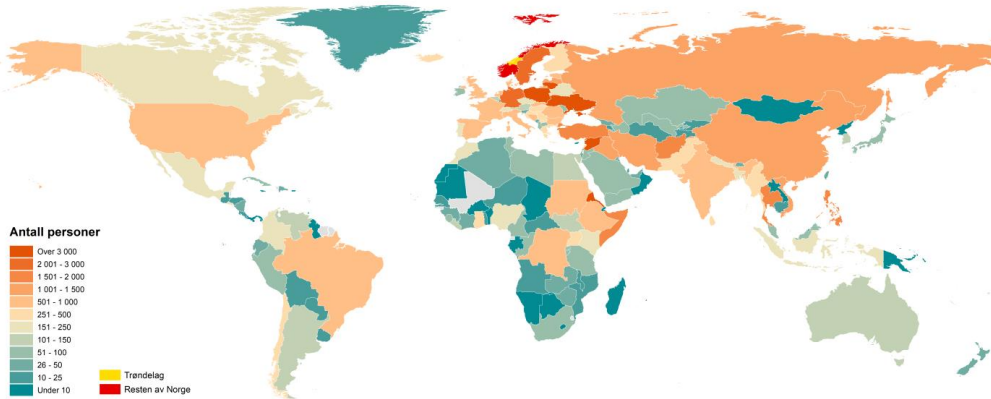 Antall personer
Over 3 000
2 001 - 3 000
1 501 - 2 000
1 001 - 1 500
501 - 1 000
251 - 500
151 - 250
101 - 150
51 - 100
26 - 50
10 - 25
Under 10
Trøndelag
Resten av Norge